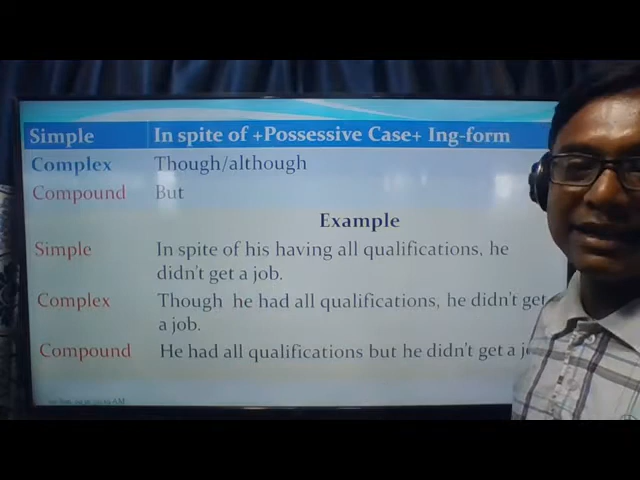 Simple In spite of +Possessive Case+ Ing-form
Complex Though/although
Compound But
Example
Simple In spite of his having all qualifications, he
didn't get a job.
Complex Though he had all qualifications, he didn't get
a job.
Compound He had all qualifications but he didn't get a